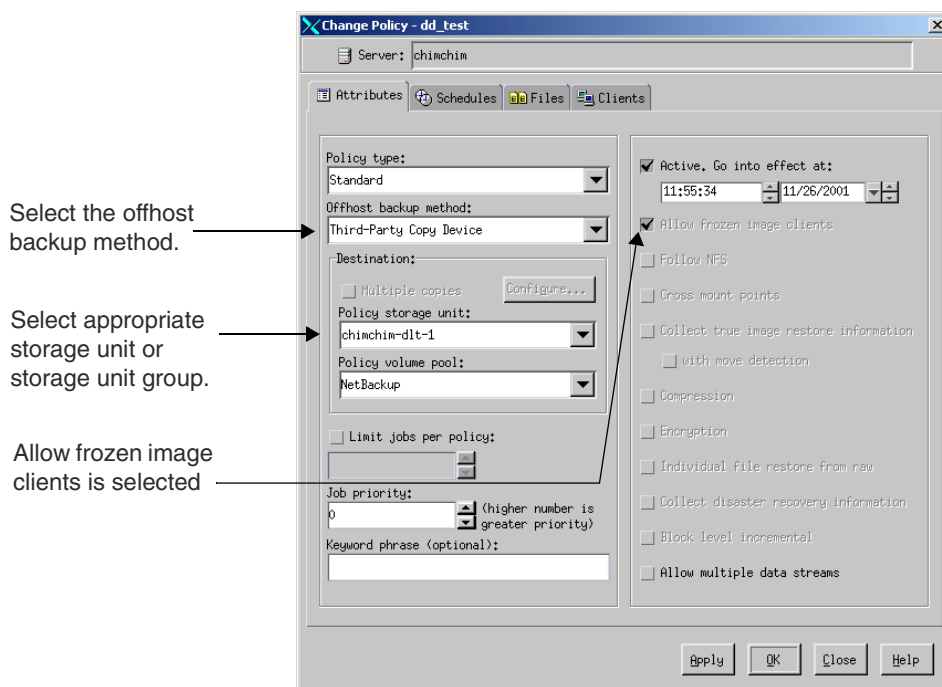 Change Policy - dd_test
Server: chimchim
Attributes
Schedules
Files
Clients
Policy type:
Standard
Offhost backup method:
Third-Party Copy Device
Destination:
Multiple copies
Configure...
Policy storage unit:
chimchim-dlt-1
Policy volume pool:
NetBackup
Limit jobs per policy:
Job priority:
0
(higher number is
greater priority)
Keyword phrase (optional):
Active. Go into effect at:
11:55:34
11/26/2001
Allow frozen image clients
Follow NFS
Cross mount points
Collect true image restore information
with move detection
Compression
Encryption
Individual file restore from raw
Collect disaster recovery information
Block level incremental
Allow multiple data streams
Apply
OK
Close
Help
Select the offhost
backup method.
Select appropriate
storage unit or
storage unit group.
Allow frozen image
clients is selected